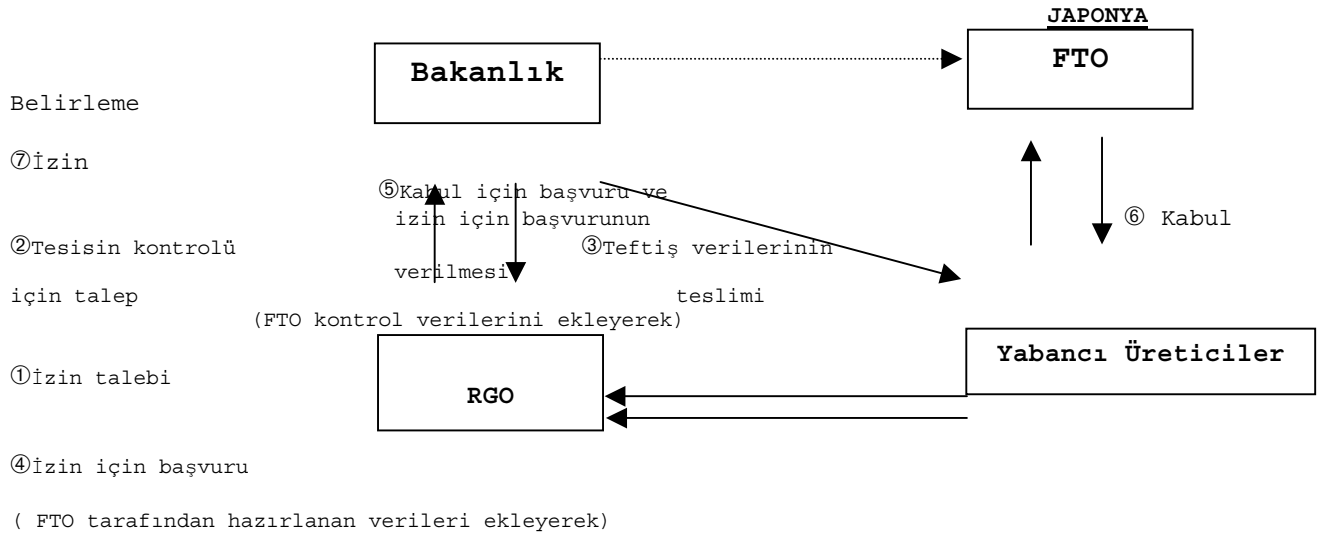 JAPONYA
Bakanlık
FTO
Belirleme
⑦İzin
⑤Kabul için başvuru ve
izin için başvurunun
⑥ Kabul
②Tesisin kontrolü
③Teftiş verilerinin
verilmesi
için talep
teslimi
(FTO kontrol verilerini ekleyerek)
Yabancı Üreticiler
①İzin talebi
RGO
④İzin için başvuru
( FTO tarafından hazırlanan verileri ekleyerek)